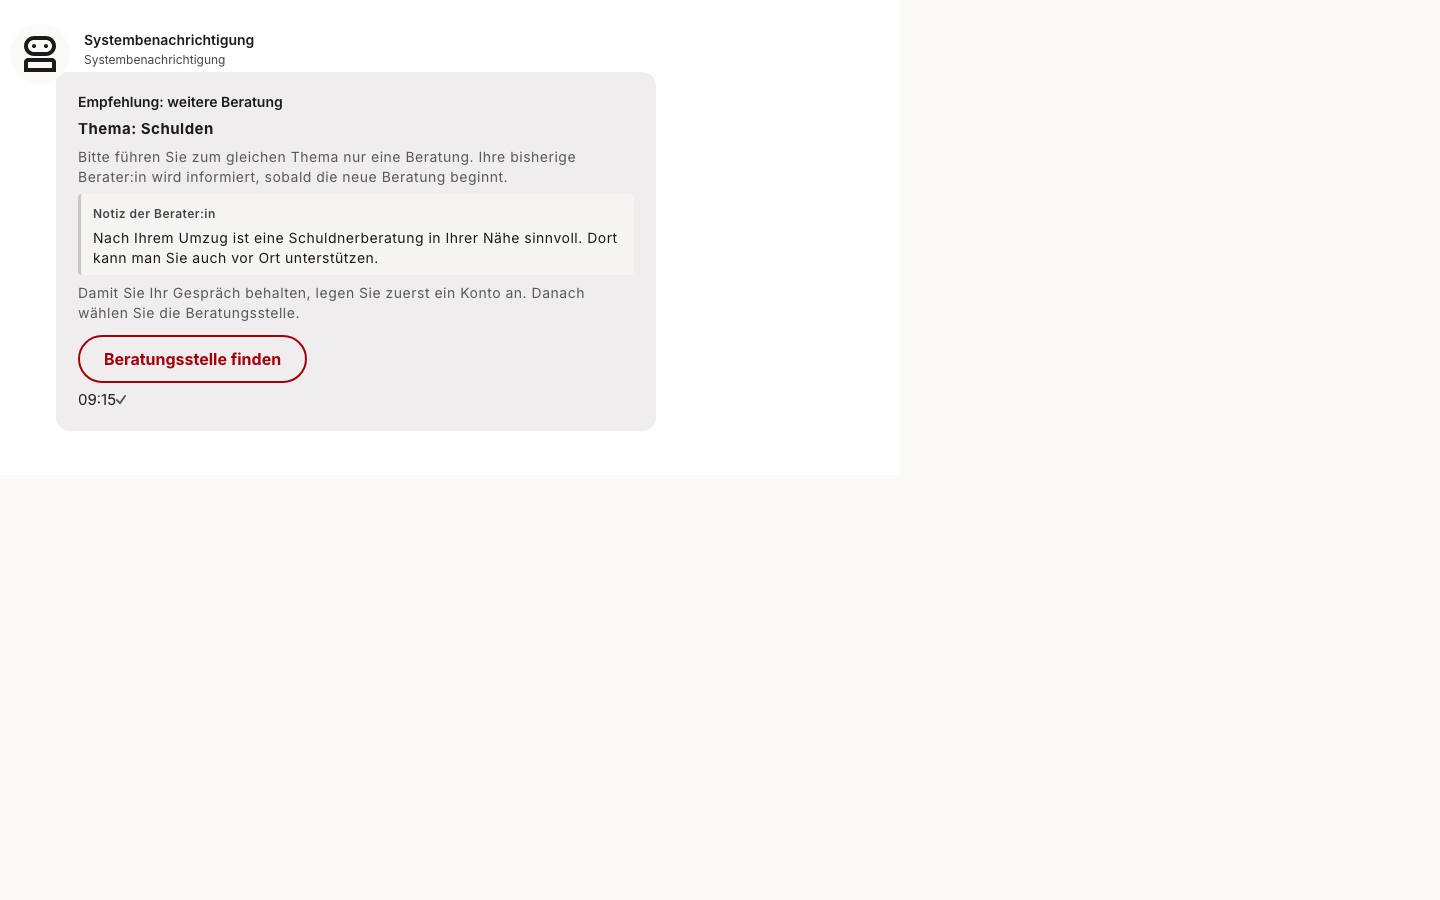 Systembenachrichtigung
Systembenachrichtigung
Empfehlung: weitere Beratung
Thema: Schulden
Bitte führen Sie zum gleichen Thema nur eine Beratung. Ihre bisherige
Berater:in wird informiert, sobald die neue Beratung beginnt.
Notiz der Berater:in
Nach Ihrem Umzug ist eine Schuldnerberatung in Ihrer Nähe sinnvoll. Dort
kann man Sie auch vor Ort unterstützen.
Damit Sie Ihr Gespräch behalten, legen Sie zuerst ein Konto an. Danach
wählen Sie die Beratungsstelle.
Beratungsstelle finden
09:15